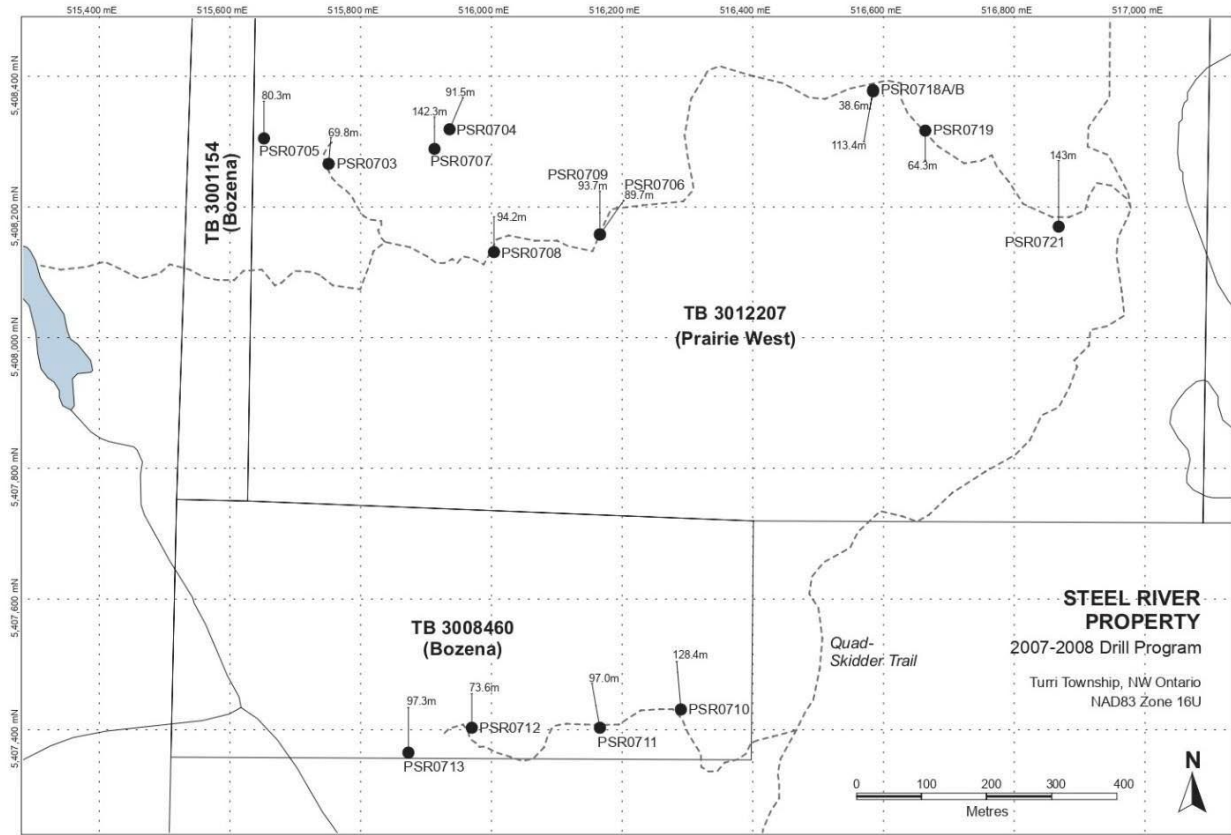 515,400 mE
515,600 mE
515,800 mE
516,000 mE
516,200 mE
516,400 mE
516,600 mE
516,800 mE
517,000 mE
5,408,400 mN
5,408,200 mN
5,408,000 mN
5,407,800 mN
5,407,600 mN
5,407,400 mN
80.3m
PSR0705
69.8m
PSR0703
142.3m
91.5m
PSR0704
PSR0707
PSR0709
93.7m
PSR0706
89.7m
94.2m
PSR0708
PSR0718A/B
38.6m
113.4m
PSR0719
64.3m
143m
PSR0721
TB 3001154
(Bozena)
TB 3012207
(Prairie West)
TB 3008460
(Bozena)
97.3m
PSR0713
73.6m
PSR0712
97.0m
PSR0711
128.4m
PSR0710
Quad-
Skidder Trail
STEEL RIVER
PROPERTY
2007-2008 Drill Program
Turri Township, NW Ontario
NAD83 Zone 16U
N
0
100
200
300
400
Metres